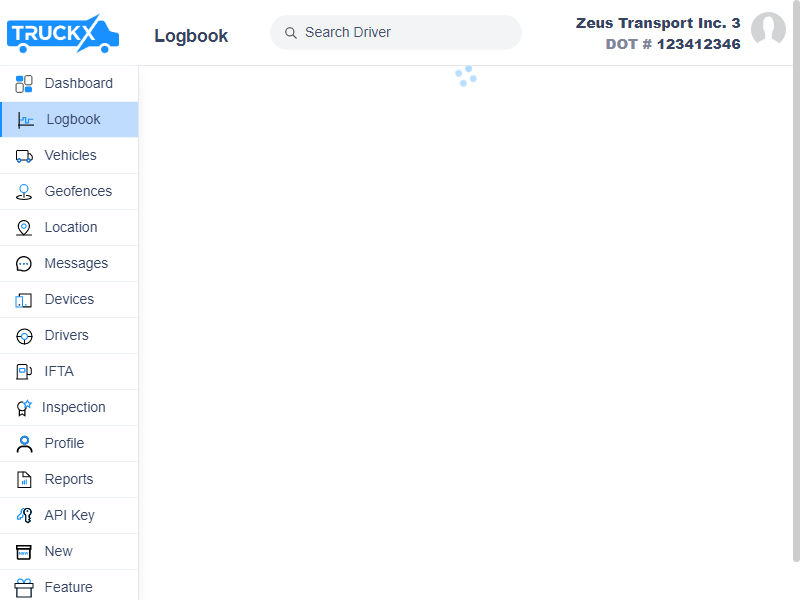 TRUCKX
Logbook
Search Driver
Zeus Transport Inc. 3
DOT # 123412346
Dashboard
Logbook
Vehicles
Geofences
Location
Messages
Devices
Drivers
IFTA
Inspection
Profile
Reports
API Key
New
Feature